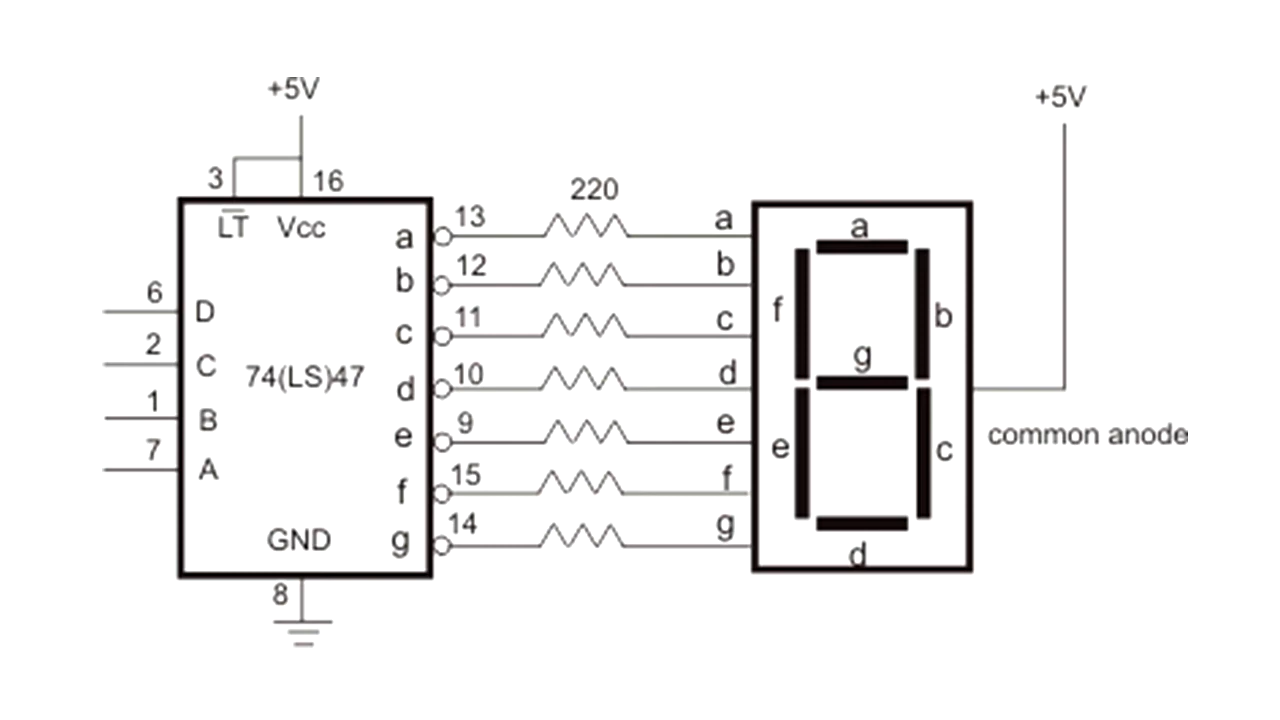 +5V
+5V
3 16
220
LT Vcc
a 13 a
b 12 b
c 11 c
d 10 d
e 9 e
f 15 f
g 14 g
6 D
2 C
1 B
7 A
74(LS)47
GND
8
a
f b
g
e c
d
common anode